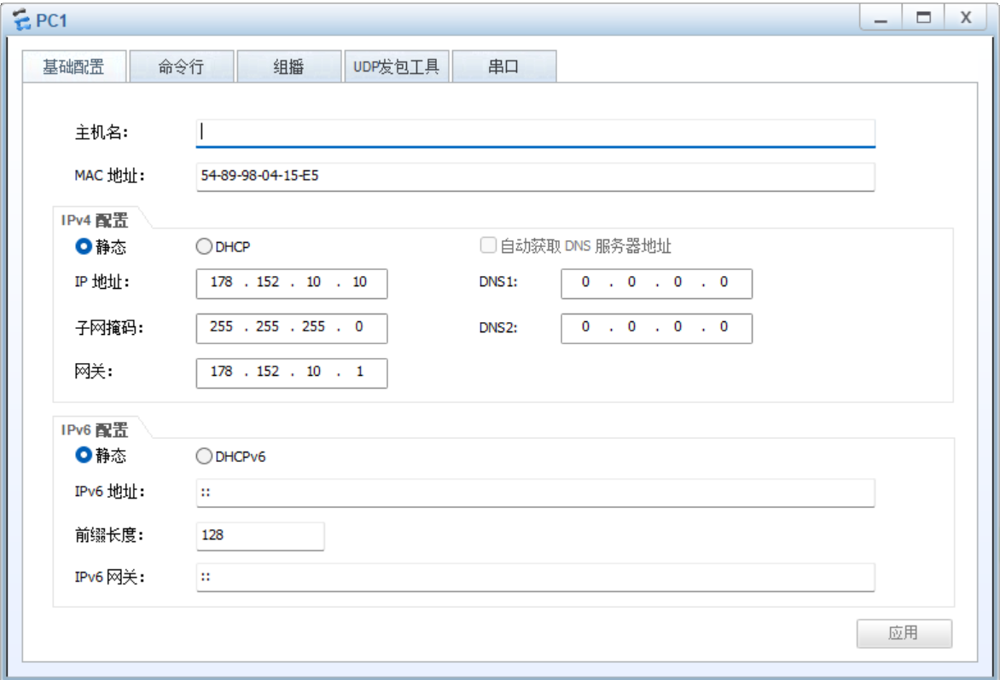 PC1
基础配置 命令行 组播 UDP发包工具 串口
主机名:
MAC 地址: 54-89-98-04-15-E5
IPv4 配置
静态 DHCP 自动获取 DNS 服务器地址
IP 地址: 178 . 152 . 10 . 10 DNS1: 0 . 0 . 0 . 0
子网掩码: 255 . 255 . 255 . 0 DNS2: 0 . 0 . 0 . 0
网关: 178 . 152 . 10 . 1
IPv6 配置
静态 DHCPv6
IPv6 地址: ::
前缀长度: 128
IPv6 网关: ::
应用